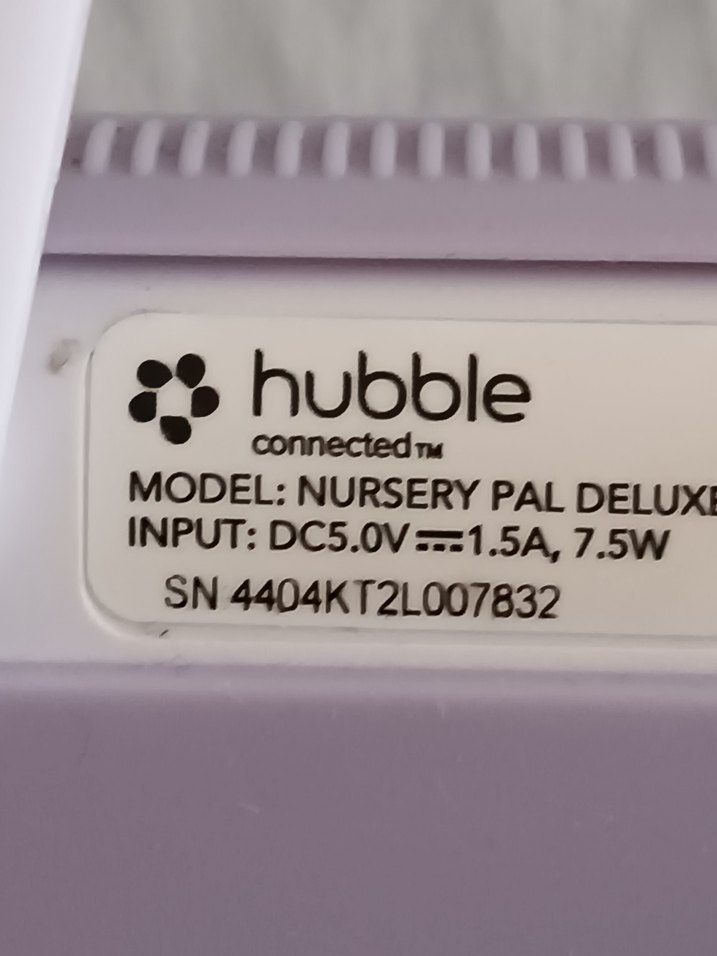 hubble
connected™
MODEL: NURSERY PAL DELUXE
INPUT: DC5.0V⎓1.5A, 7.5W
SN 4404KT2L007832